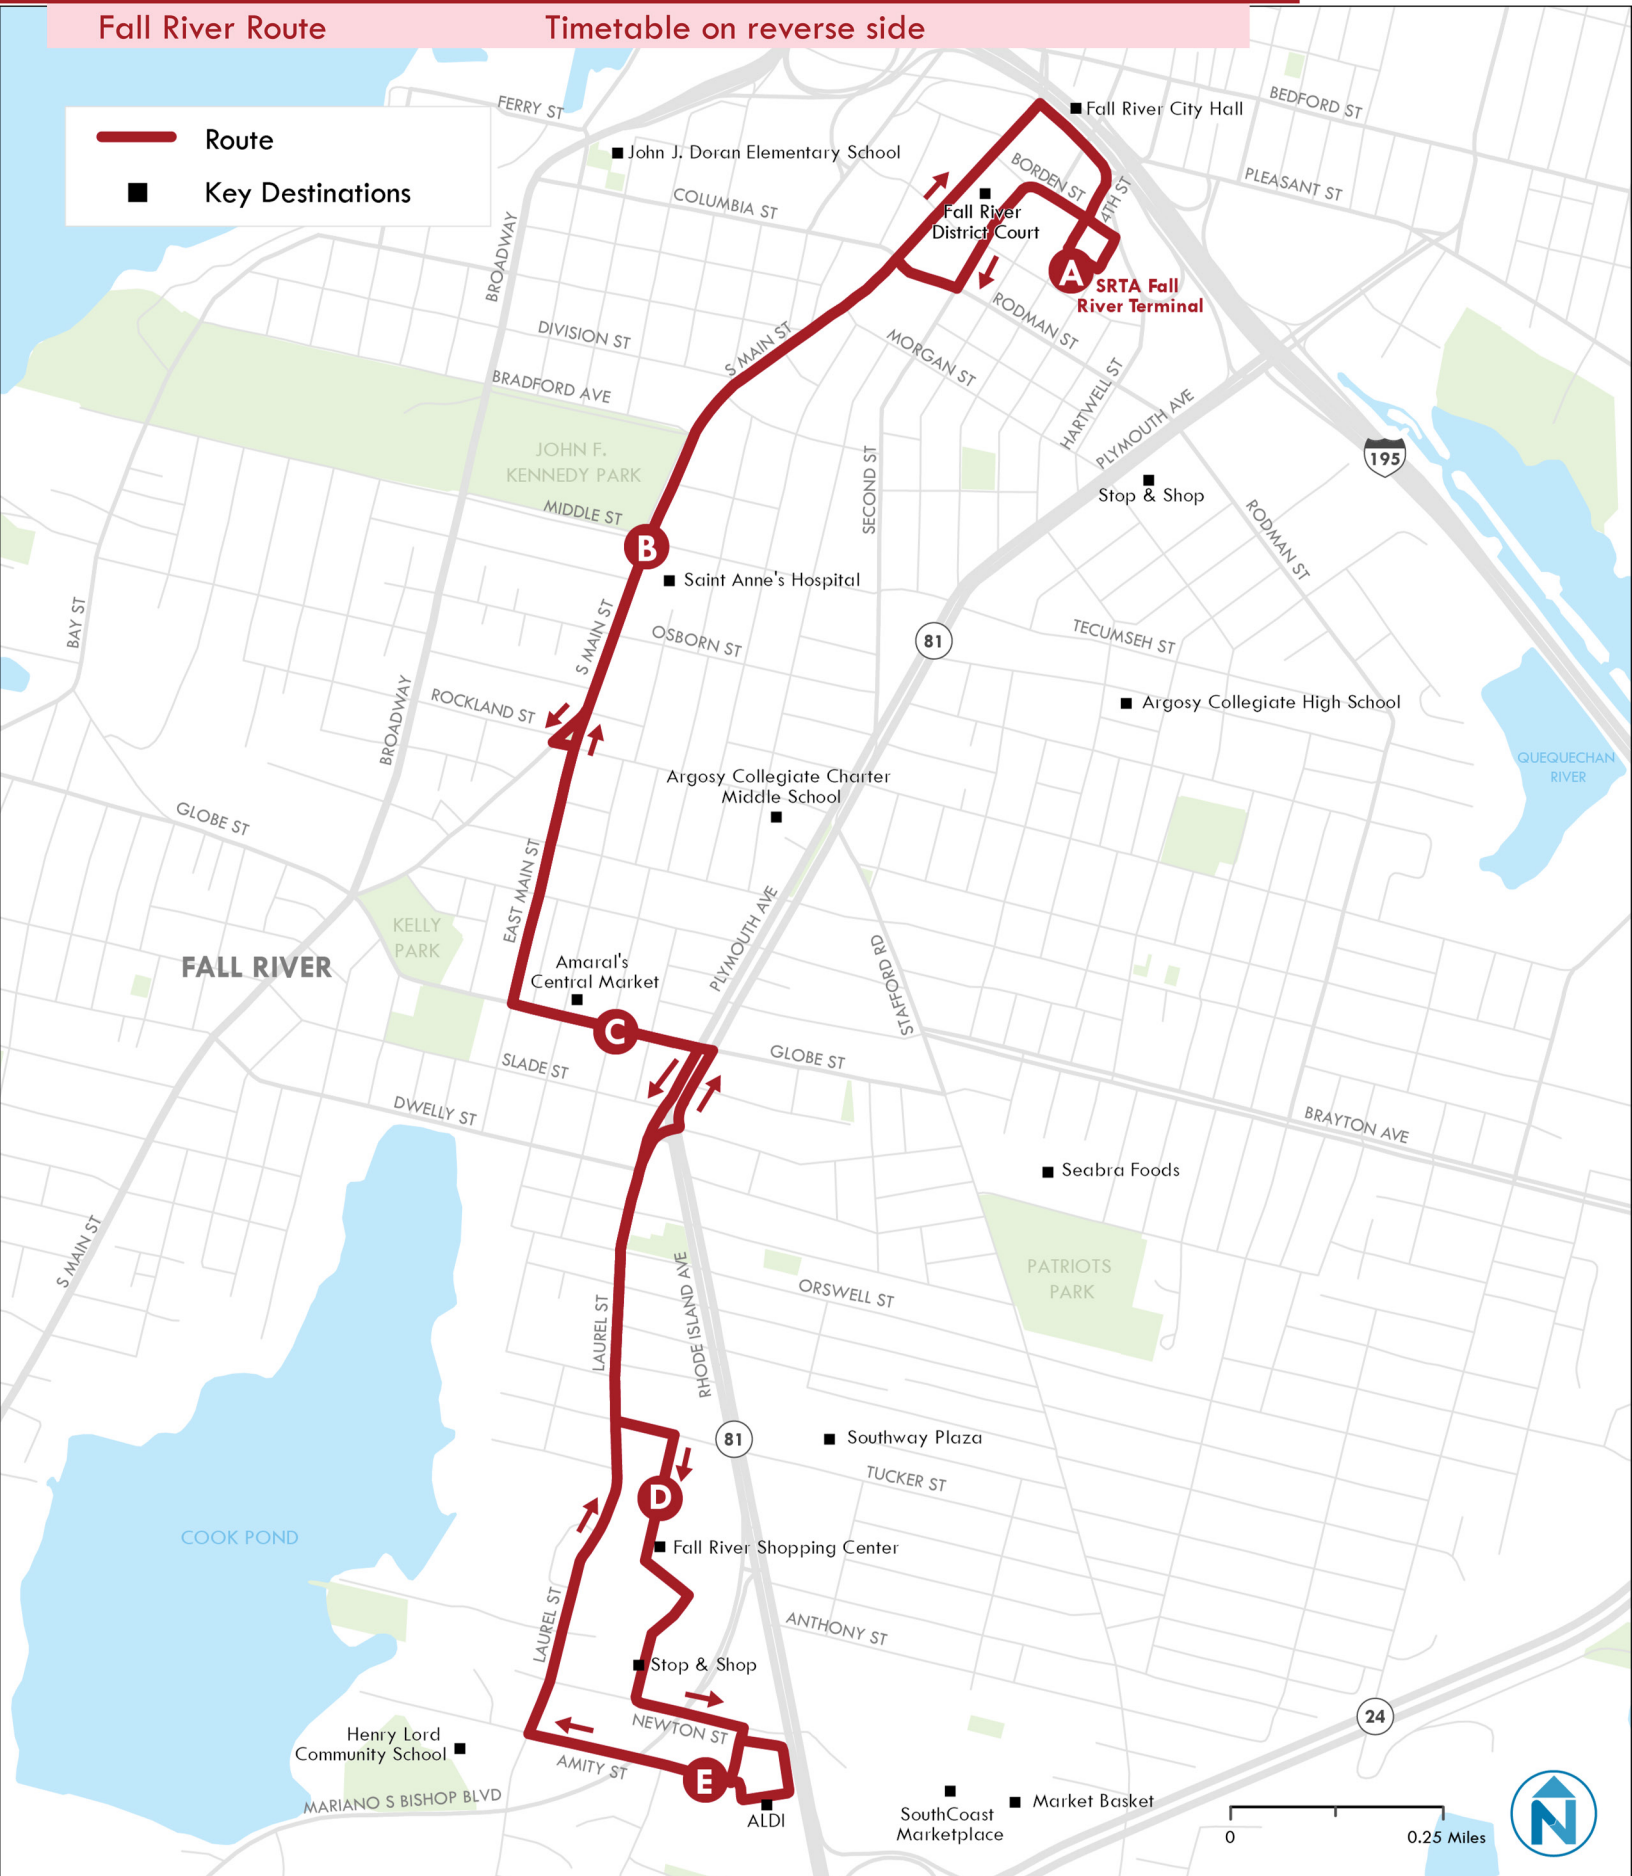 Fall River Route
Timetable on reverse side
Route
Key Destinations
FERRY ST
John J. Doran Elementary School
COLUMBIA ST
BROADWAY
Fall River City Hall
BEDFORD ST
BORDEN ST
4TH ST
PLEASANT ST
Fall River
District Court
A
SRTA Fall
River Terminal
RODMAN ST
MORGAN ST
HARTWELL ST
DIVISION ST
S MAIN ST
BRADFORD AVE
PLYMOUTH AVE
JOHN F.
KENNEDY PARK
MIDDLE ST
SECOND ST
195
Stop & Shop
RODMAN ST
B
Saint Anne's Hospital
BAY ST
S MAIN ST
OSBORN ST
81
TECUMSEH ST
ROCKLAND ST
BROADWAY
Argosy Collegiate High School
QUEQUECHAN
RIVER
Argosy Collegiate Charter
Middle School
GLOBE ST
EAST MAIN ST
KELLY
PARK
PLYMOUTH AVE
STAFFORD RD
FALL RIVER
Amaral's
Central Market
C
SLADE ST
GLOBE ST
DWELLY ST
BRAYTON AVE
Seabra Foods
S MAIN ST
PATRIOTS
PARK
ORSWELL ST
LAUREL ST
RHODE ISLAND AVE
81
Southway Plaza
TUCKER ST
D
COOK POND
Fall River Shopping Center
LAUREL ST
ANTHONY ST
Stop & Shop
NEWTON ST
24
Henry Lord
Community School
AMITY ST
E
MARIANO S BISHOP BLVD
ALDI
SouthCoast
Marketplace
Market Basket
0
0.25 Miles
N